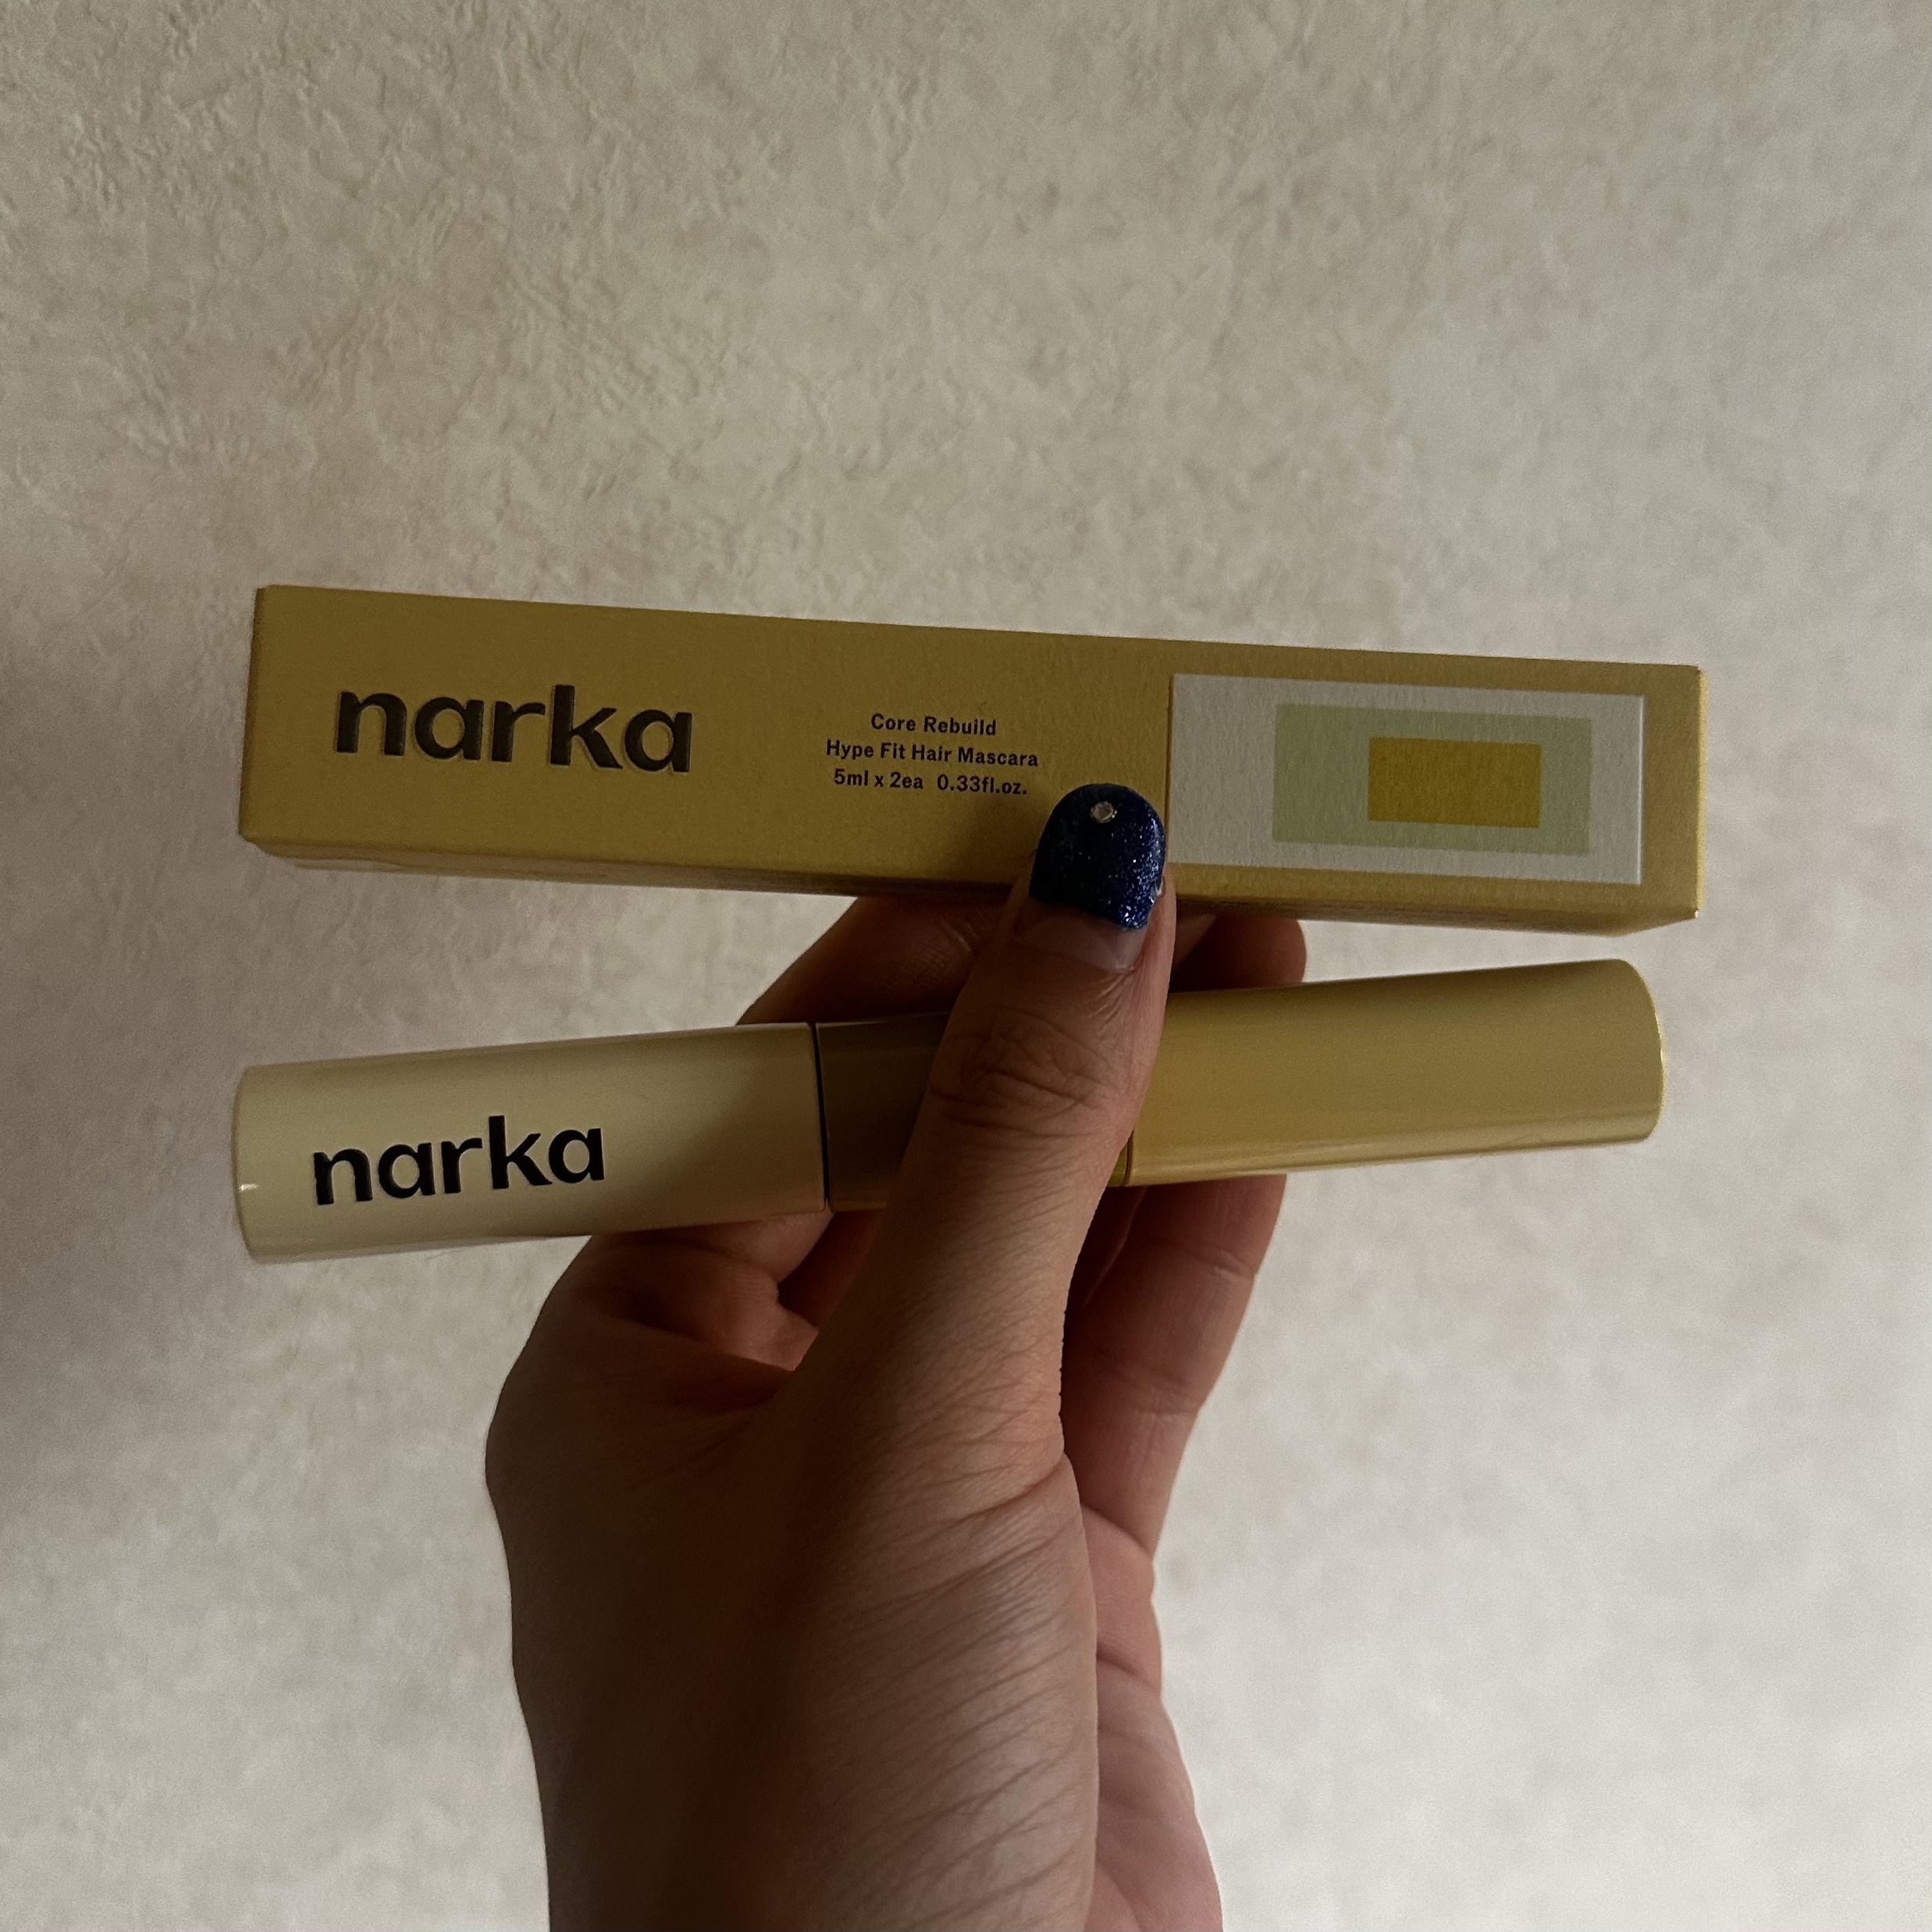 narka
Core Rebuild
Hype Fit Hair Mascara
5ml x 2ea 0.33fl.oz.
narka